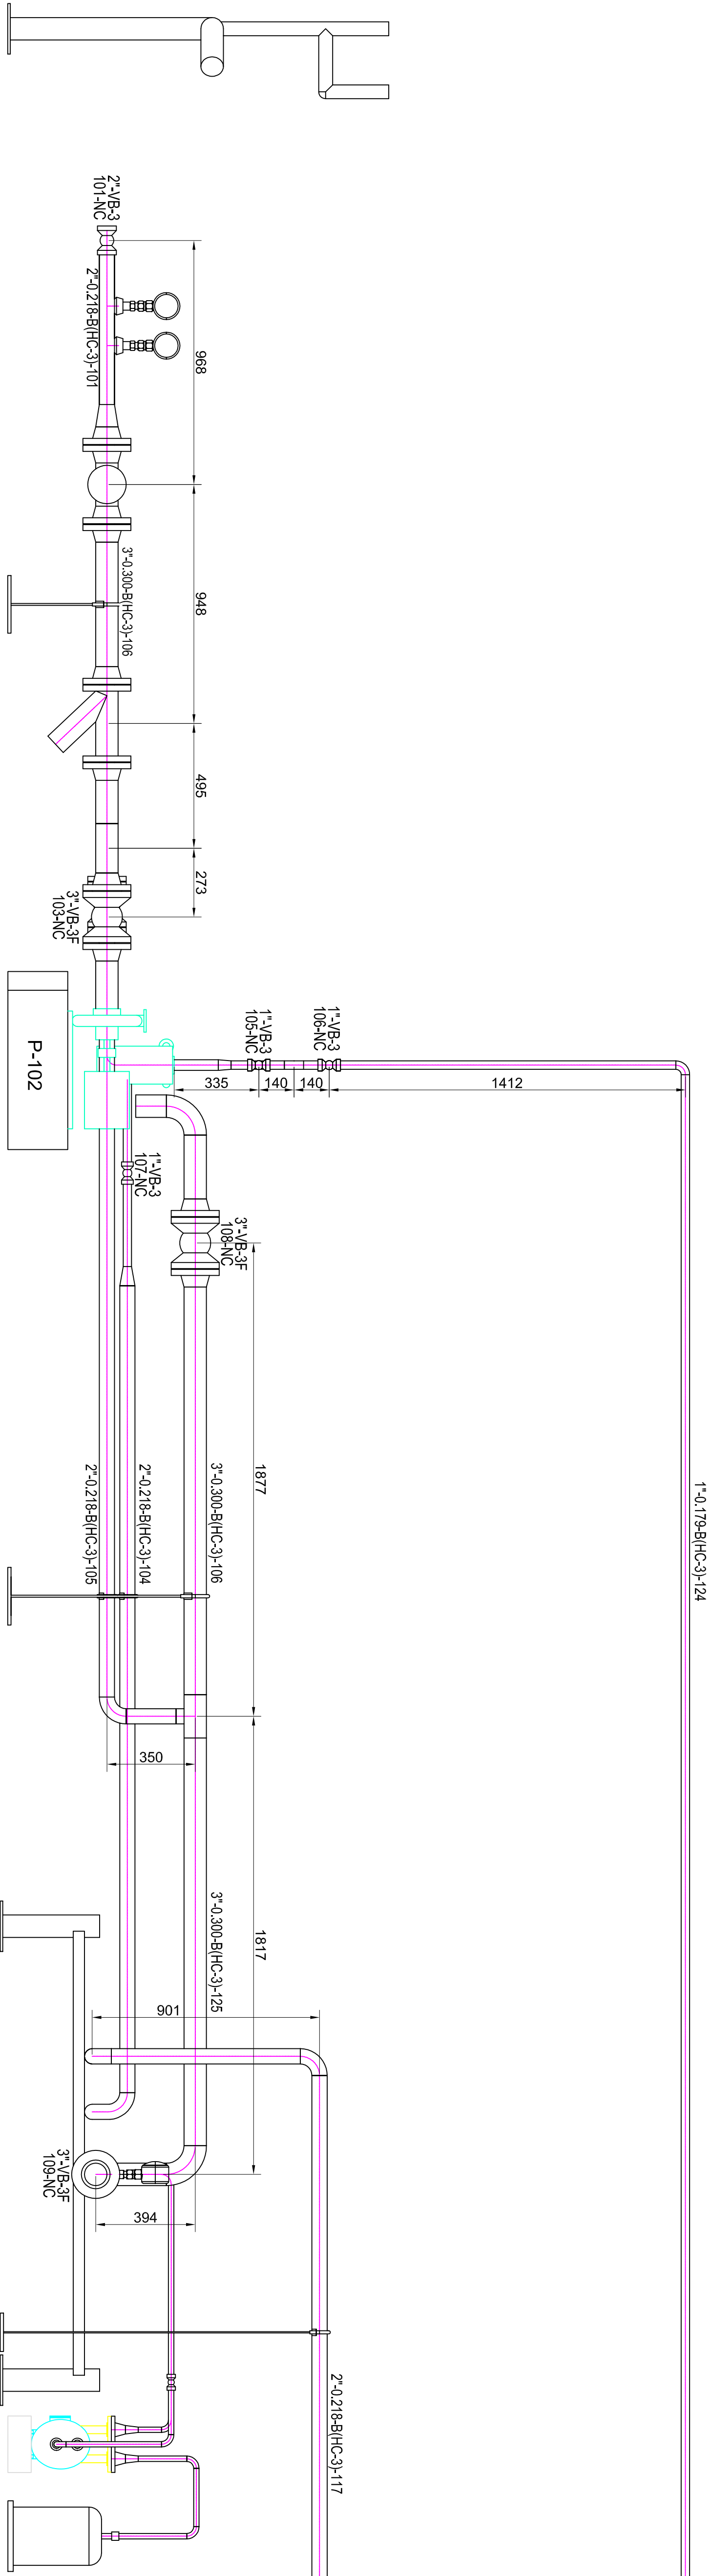 2"-VB-3
101-NC
2"-0.218-B(HC-3)-101
968
3"-0.300-B(HC-3)-106
948
495
273
3"-VB-3F
103-NC
P-102
1"-VB-3
105-NC
1"-VB-3
106-NC
335
140
140
1412
1"-VB-3
107-NC
3"-VB-3F
108-NC
1877
2"-0.218-B(HC-3)-105
2"-0.218-B(HC-3)-104
3"-0.300-B(HC-3)-106
1"-0.179-B(HC-3)-124
350
3"-0.300-B(HC-3)-125
1817
901
3"-VB-3F
109-NC
394
2"-0.218-B(HC-3)-117